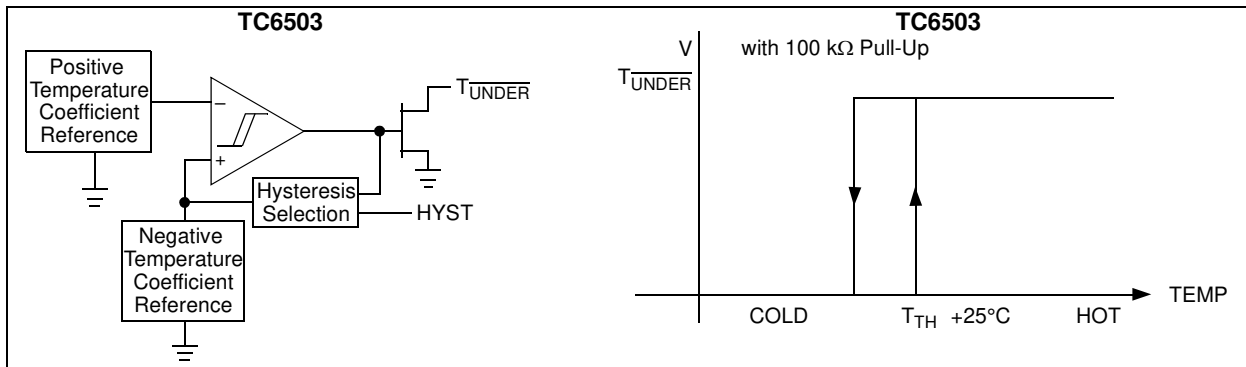 TC6503
Positive
Temperature
Coefficient
Reference
−
+
TUNDER
Hysteresis
Selection
HYST
Negative
Temperature
Coefficient
Reference
TC6503
V
with 100 kΩ Pull-Up
TUNDER
TEMP
COLD
TTH +25°C
HOT